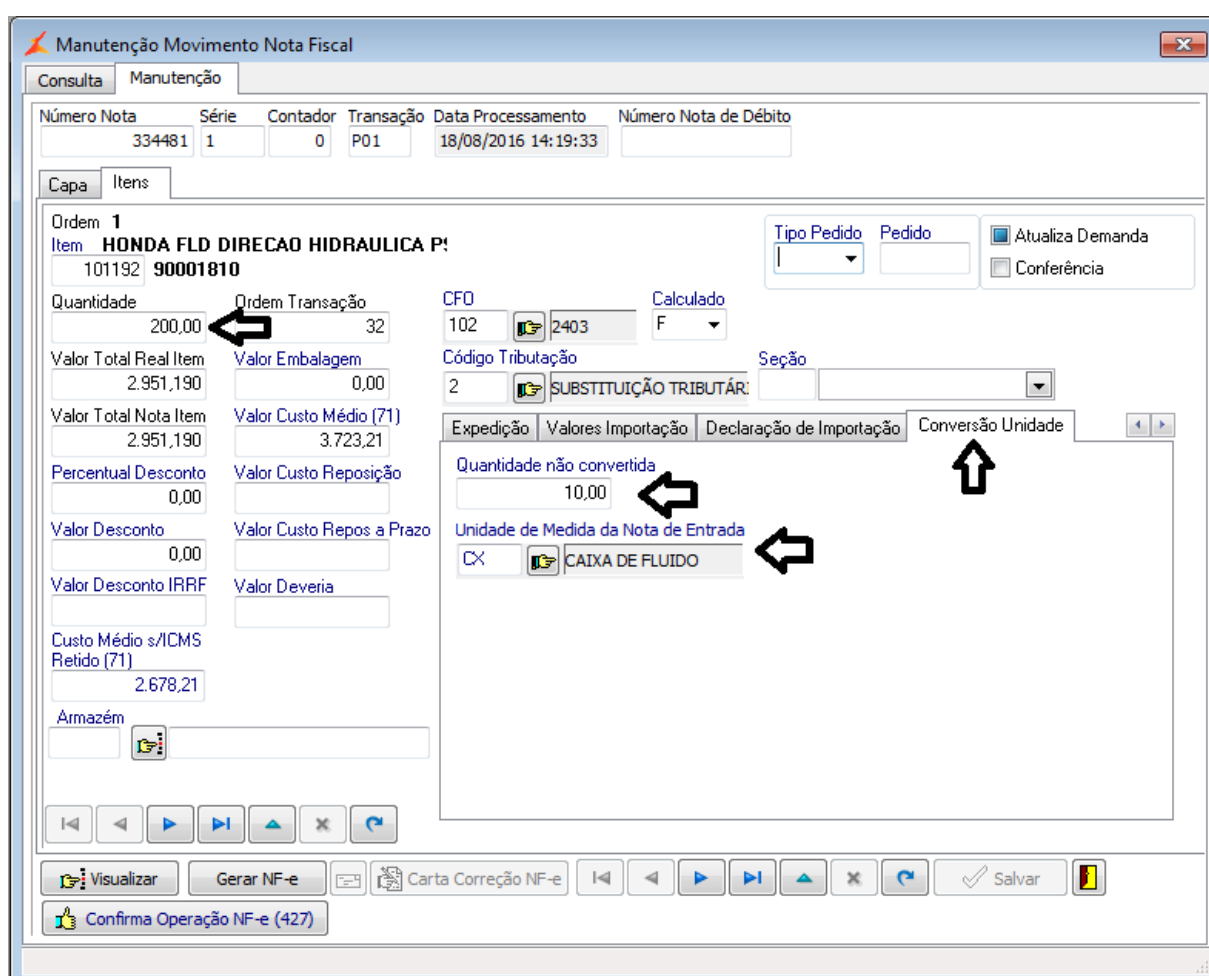 Manutenção Movimento Nota Fiscal
Consulta Manutenção
Número Nota Série Contador Transação Data Processamento Número Nota de Débito
334481 1 0 P01 18/08/2016 14:19:33
Capa Itens
Ordem 1
Item HONDA FLD DIRECAO HIDRAULICA
101192 90001810
Tipo Pedido Pedido
Atualiza Demanda
Conferência
Quantidade Ordem Transação CFO Calculado
200,00 32 102 2403 F
Valor Total Real Item Valor Embalagem Código Tributação Seção
2.951,190 0,00 2 SUBSTITUIÇÃO TRIBUTÁR
Valor Total Nota Item Valor Custo Médio (71)
2.951,190 3.723,21
Expedição Valores Importação Declaração de Importação Conversão Unidade
Percentual Desconto Valor Custo Reposição Quantidade não convertida
0,00 10,00
Valor Desconto Valor Custo Repos a Prazo Unidade de Medida da Nota de Entrada
0,00 CX CAIXA DE FLUIDO
Valor Desconto IRRF Valor Deveria
Custo Médio s/ICMS
Retido (71)
2.678,21
Armazém
Visualizar Gerar NF-e Carta Correção NF-e Salvar
Confirma Operação NF-e (427)